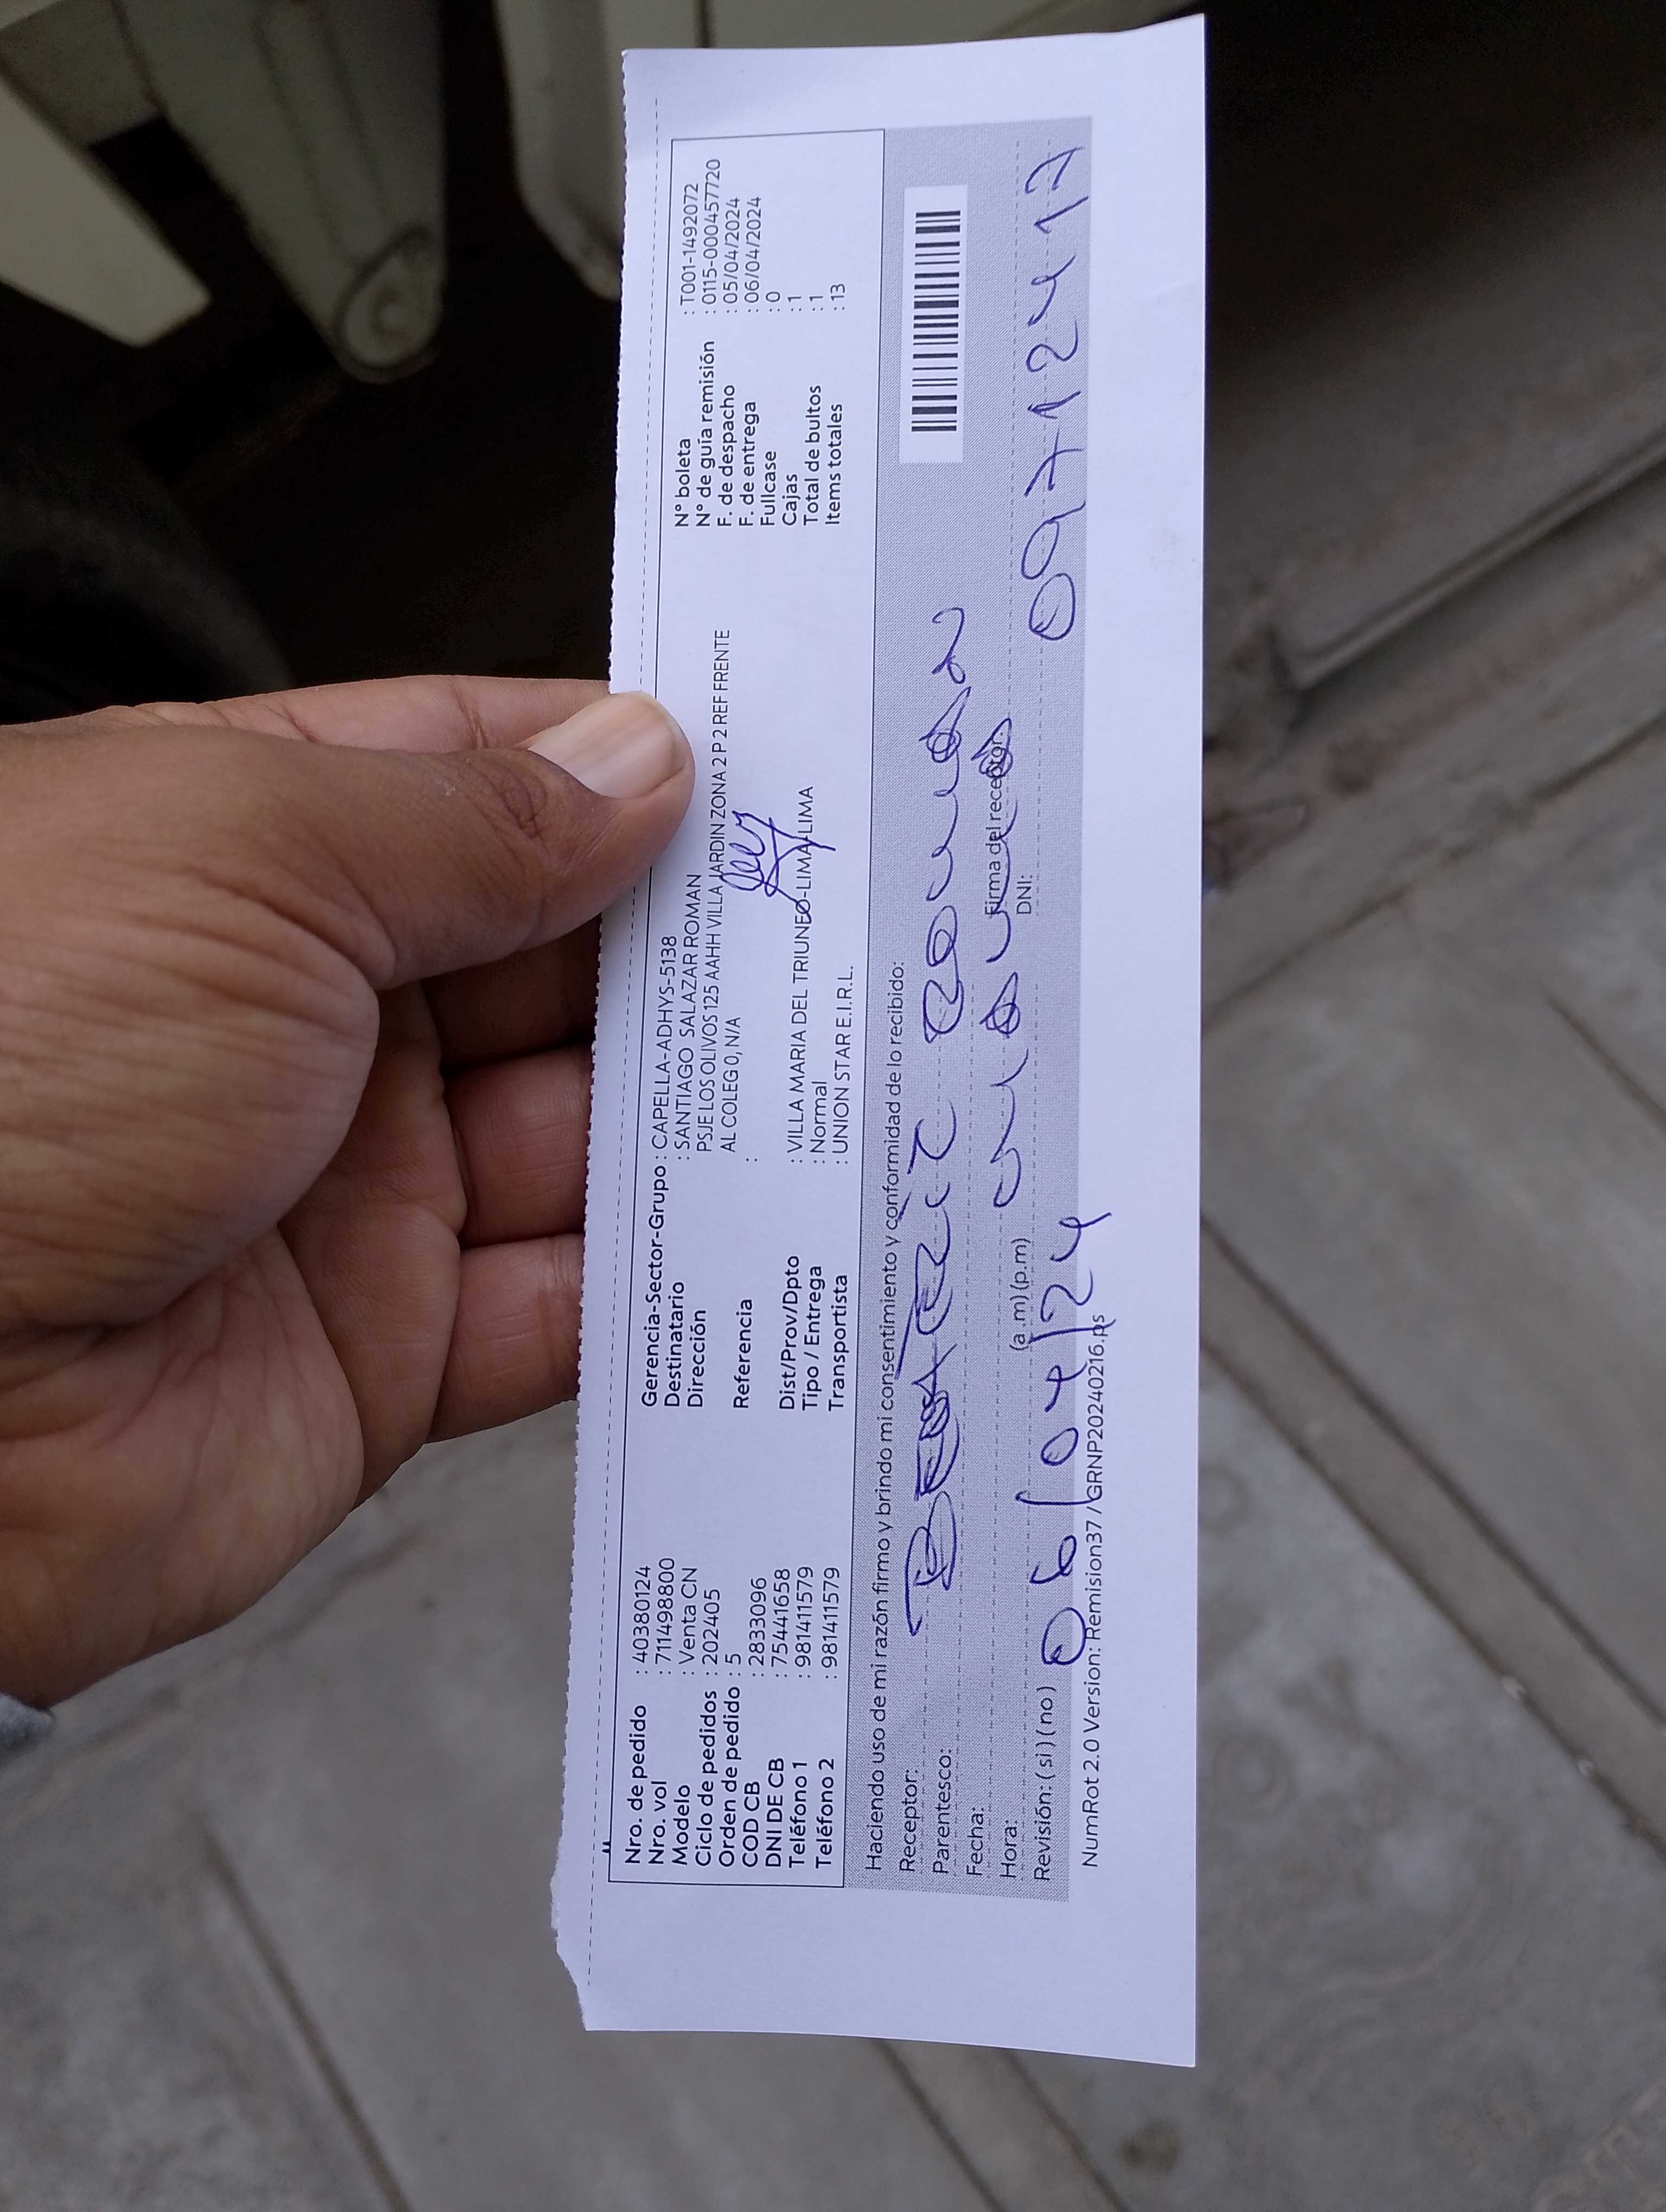 Nro. de pedido : 40380124
Nro. vol : 711498800
Modelo : Venta CN
Ciclo de pedidos : 202405
Orden de pedido : 5
COD CB : 2833096
DNI DE CB : 75441658
Teléfono 1 : 981411579
Teléfono 2 : 981411579
Gerencia-Sector-Grupo : CAPELLA-ADHYS-5138
Destinatario : SANTIAGO SALAZAR ROMAN
Dirección PSJE LOS OLIVOS 125 AAHH VILLA JARDIN ZONA 2 P 2 REF FRENTE
AL COLEG 0, N/A
Referencia :
Dist/Prov/Dpto : VILLA MARIA DEL TRIUNFO-LIMA-LIMA
Tipo / Entrega : Normal
Transportista : UNION STAR E.I.R.L.
N° boleta : T001-1492072
N° de guía remisión : 0115-000457720
F. de despacho : 05/04/2024
F. de entrega : 06/04/2024
Fullcase : 0
Cajas : 1
Total de bultos : 1
Items totales : 13
Haciendo uso de mi razón firmo y brindo mi consentimiento y conformidad de lo recibido:
Receptor:
Parentesco:
Fecha:
Hora: (a.m) (p.m)
Revisión: ( si ) ( no ) 06/04/24
Firma del receptor:
DNI: 09712417
NumRot 2.0 Version: Remision37 / GRNP20240216.ps